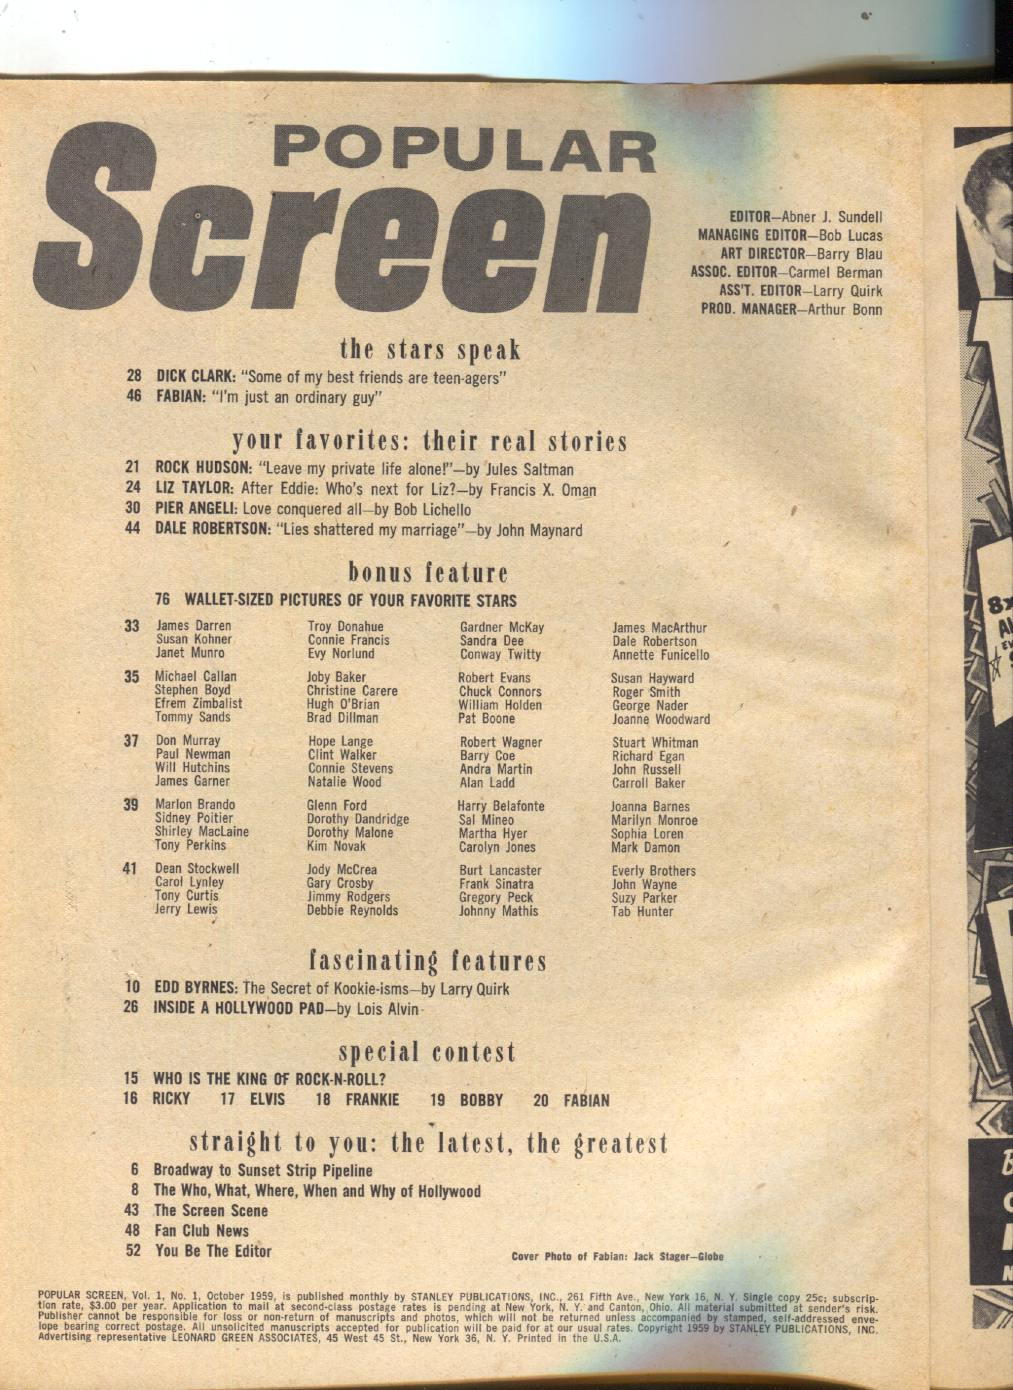 POPULAR
Screen
EDITOR—Abner J. Sundell
MANAGING EDITOR—Bob Lucas
ART DIRECTOR—Barry Blau
ASSOC. EDITOR—Carmel Berman
ASS'T. EDITOR—Larry Quirk
PROD. MANAGER—Arthur Bonn
the stars speak
28 DICK CLARK: "Some of my best friends are teen-agers"
46 FABIAN: "I'm just an ordinary guy"
your favorites: their real stories
21 ROCK HUDSON: "Leave my private life alone!"—by Jules Saltman
24 LIZ TAYLOR: After Eddie: Who's next for Liz?—by Francis X. Oman
30 PIER ANGELI: Love conquered all—by Bob Lichello
44 DALE ROBERTSON: "Lies shattered my marriage"—by John Maynard
bonus feature
76 WALLET-SIZED PICTURES OF YOUR FAVORITE STARS
33 James Darren Troy Donahue Gardner McKay James MacArthur
Susan Kohner Connie Francis Sandra Dee Dale Robertson
Janet Munro Evy Norlund Conway Twitty Annette Funicello
35 Michael Callan Joby Baker Robert Evans Susan Hayward
Stephen Boyd Christine Carere Chuck Connors Roger Smith
Efrem Zimbalist Hugh O'Brian William Holden George Nader
Tommy Sands Brad Dillman Pat Boone Joanne Woodward
37 Don Murray Hope Lange Robert Wagner Stuart Whitman
Paul Newman Clint Walker Barry Coe Richard Egan
Will Hutchins Connie Stevens Andra Martin John Russell
James Garner Natalie Wood Alan Ladd Carroll Baker
39 Marlon Brando Glenn Ford Harry Belafonte Joanna Barnes
Sidney Poitier Dorothy Dandridge Sal Mineo Marilyn Monroe
Shirley MacLaine Dorothy Malone Martha Hyer Sophia Loren
Tony Perkins Kim Novak Carolyn Jones Mark Damon
41 Dean Stockwell Jody McCrea Burt Lancaster Everly Brothers
Carol Lynley Gary Crosby Frank Sinatra John Wayne
Tony Curtis Jimmy Rodgers Gregory Peck Suzy Parker
Jerry Lewis Debbie Reynolds Johnny Mathis Tab Hunter
fascinating features
10 EDD BYRNES: The Secret of Kookie-isms—by Larry Quirk
26 INSIDE A HOLLYWOOD PAD—by Lois Alvin
special contest
15 WHO IS THE KING OF ROCK-N-ROLL?
16 RICKY 17 ELVIS 18 FRANKIE 19 BOBBY 20 FABIAN
straight to you: the latest, the greatest
6 Broadway to Sunset Strip Pipeline
8 The Who, What, Where, When and Why of Hollywood
43 The Screen Scene
48 Fan Club News
52 You Be The Editor
Cover Photo of Fabian: Jack Stager—Globe
POPULAR SCREEN, Vol. 1, No. 1, October 1959, is published monthly by STANLEY PUBLICATIONS, INC., 261 Fifth Ave., New York 16, N. Y. Single copy 25c; subscrip-
tion rate, $3.00 per year. Application to mail at second-class postage rates is pending at New York, N. Y. and Canton, Ohio. All material submitted at sender's risk.
Publisher cannot be responsible for loss or non-return of manuscripts and photos, which will not be returned unless accompanied by stamped, self-addressed enve-
lope bearing correct postage. All unsolicited manuscripts accepted for publication will be paid for at our usual rates. Copyright 1959 by STANLEY PUBLICATIONS, INC.
Advertising representative LEONARD GREEN ASSOCIATES, 45 West 45 St., New York 36, N. Y. Printed in the U.S.A.